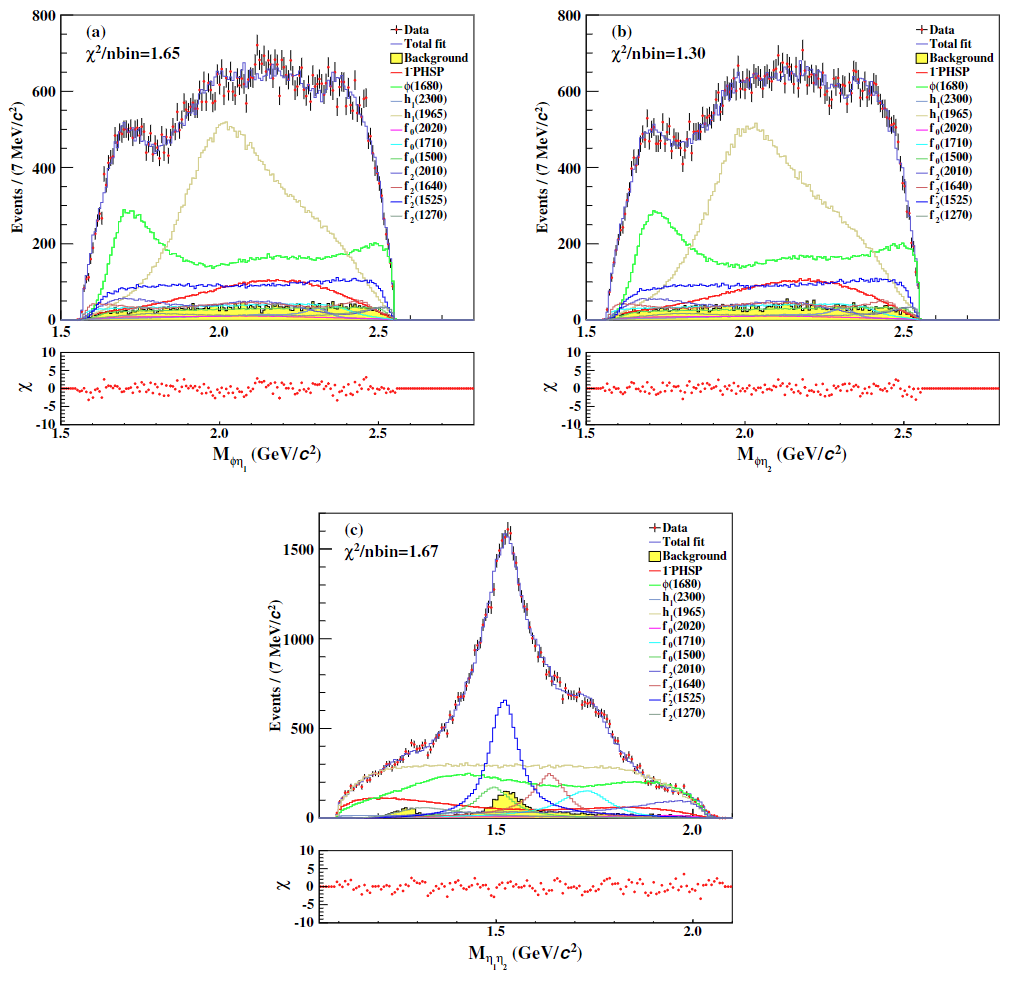 (a)
χ²/nbin=1.65
Data
Total fit
Background
1⁻PHSP
ϕ(1680)
h₁(2300)
h₁(1965)
f₀(2020)
f₀(1710)
f₀(1500)
f₂(2010)
f₂(1640)
f₂(1525)
f₂(1270)
Events / (7 MeV/c²)
800
600
400
200
0
1.5 2.0 2.5
χ
10
5
0
-5
-10
1.5 2.0 2.5
M_ϕη₁ (GeV/c²)
(b)
χ²/nbin=1.30
Data
Total fit
Background
1⁻PHSP
ϕ(1680)
h₁(2300)
h₁(1965)
f₀(2020)
f₀(1710)
f₀(1500)
f₂(2010)
f₂(1640)
f₂(1525)
f₂(1270)
Events / (7 MeV/c²)
800
600
400
200
0
1.5 2.0 2.5
χ
10
5
0
-5
-10
1.5 2.0 2.5
M_ϕη₂ (GeV/c²)
(c)
χ²/nbin=1.67
Data
Total fit
Background
1⁻PHSP
ϕ(1680)
h₁(2300)
h₁(1965)
f₀(2020)
f₀(1710)
f₀(1500)
f₂(2010)
f₂(1640)
f₂(1525)
f₂(1270)
Events / (7 MeV/c²)
1500
1000
500
0
1.5 2.0
χ
10
5
0
-5
-10
1.5 2.0
M_η₁η₂ (GeV/c²)